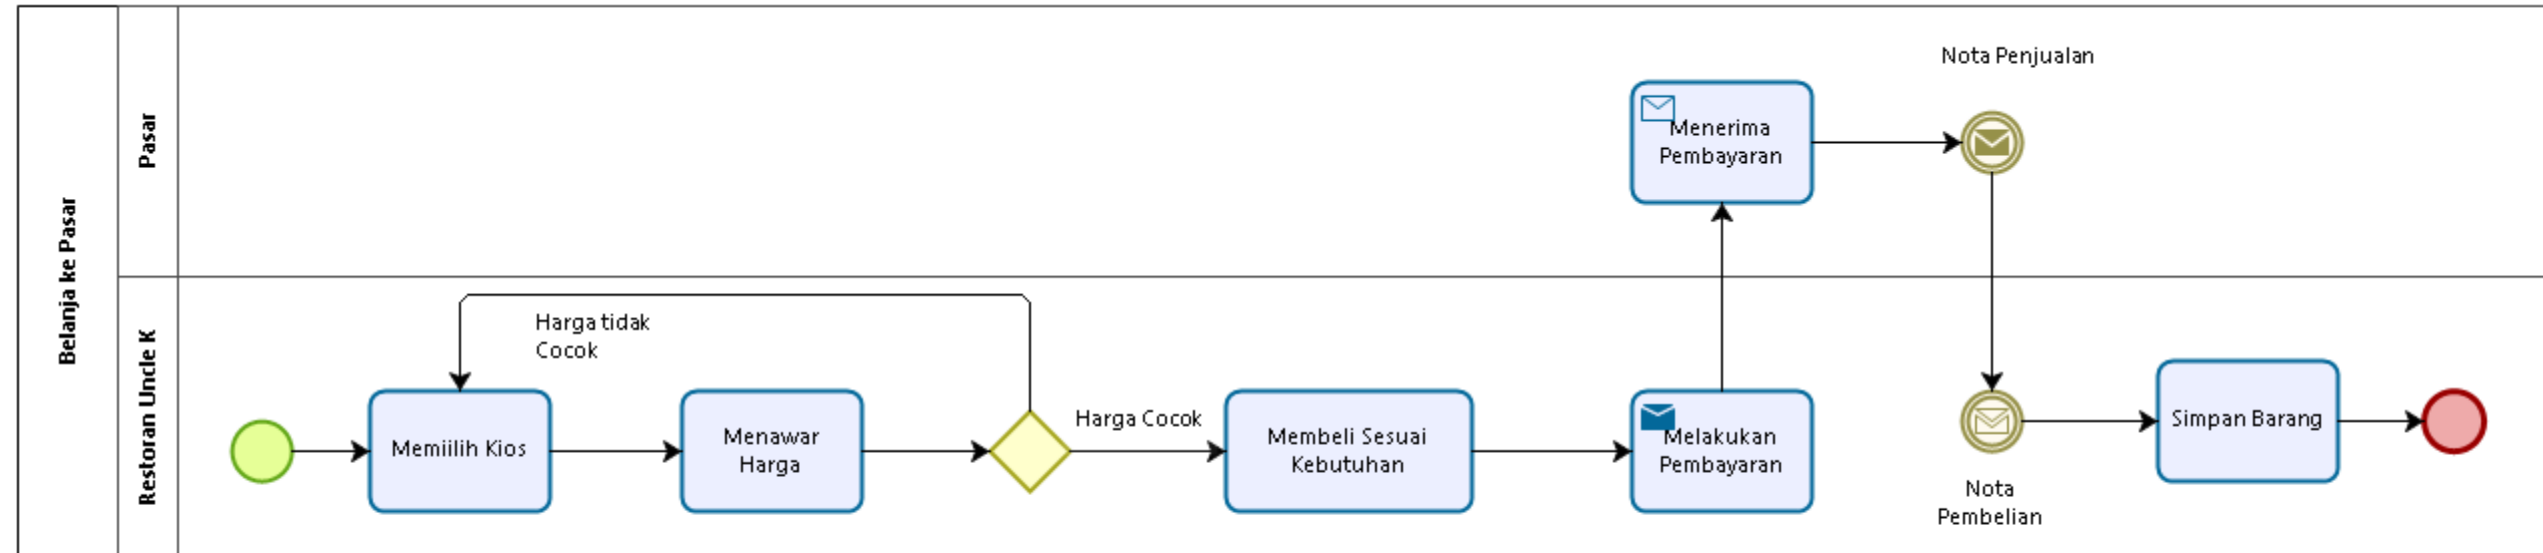 Belanja ke Pasar
Pasar
Nota Penjualan
Menerima
Pembayaran
Restoran Uncle K
Harga tidak
Cocok
Memiilih Kios
Menawar
Harga
Harga Cocok
Membeli Sesuai
Kebutuhan
Melakukan
Pembayaran
Nota
Pembelian
Simpan Barang